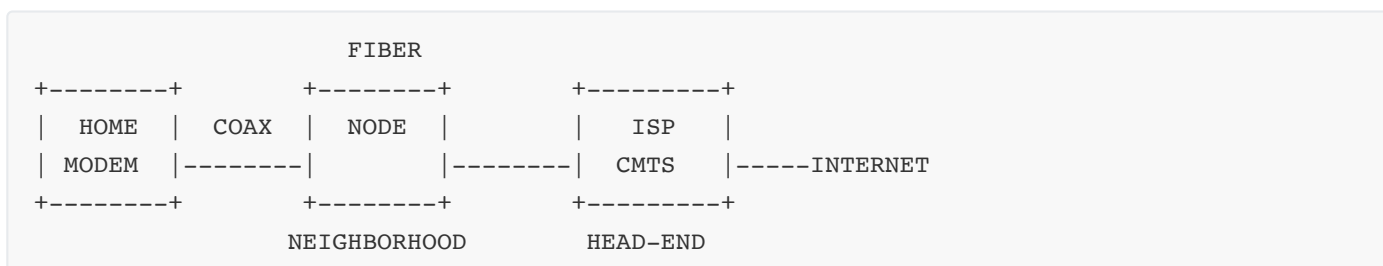 FIBER
+--------+ +--------+ +---------+
| HOME | COAX | NODE | | ISP |
| MODEM |--------| |--------| CMTS |-----INTERNET
+--------+ +--------+ +---------+
NEIGHBORHOOD HEAD-END